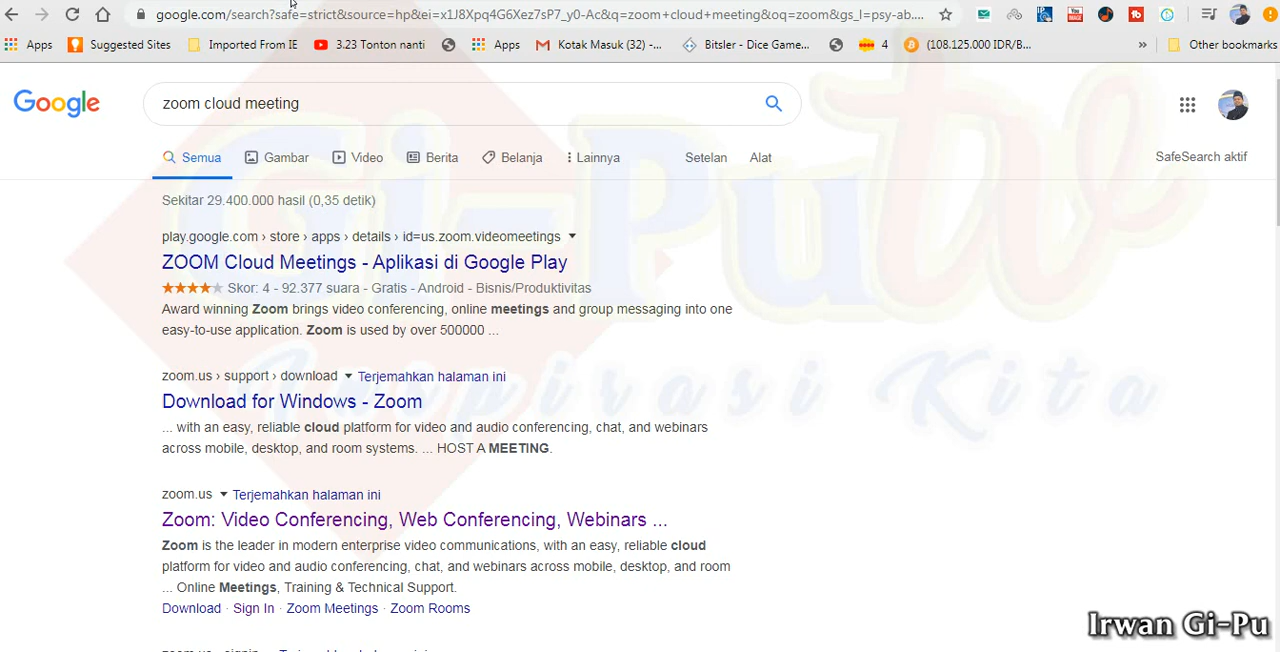 google.com/search?safe=strict&source=hp&ei=x1J8Xpq4G6Xez7sP7_y0-Ac&q=zoom+cloud+meeting&oq=zoom&gs_l=psy-ab....
Apps Suggested Sites Imported From IE 3.23 Tonton nanti Apps Kotak Masuk (32) -... Bitsler - Dice Game... 4 (108.125.000 IDR/B... » Other bookmarks
Google zoom cloud meeting
Semua Gambar Video Berita Belanja Lainnya Setelan Alat SafeSearch aktif
Sekitar 29.400.000 hasil (0,35 detik)
play.google.com › store › apps › details › id=us.zoom.videomeetings
ZOOM Cloud Meetings - Aplikasi di Google Play
Skor: 4 - 92.377 suara - Gratis - Android - Bisnis/Produktivitas
Award winning Zoom brings video conferencing, online meetings and group messaging into one
easy-to-use application. Zoom is used by over 500000 ...
zoom.us › support › download Terjemahkan halaman ini
Download for Windows - Zoom
... with an easy, reliable cloud platform for video and audio conferencing, chat, and webinars
across mobile, desktop, and room systems. ... HOST A MEETING.
zoom.us Terjemahkan halaman ini
Zoom: Video Conferencing, Web Conferencing, Webinars ...
Zoom is the leader in modern enterprise video communications, with an easy, reliable cloud
platform for video and audio conferencing, chat, and webinars across mobile, desktop, and room
... Online Meetings, Training & Technical Support.
Download · Sign In · Zoom Meetings · Zoom Rooms
Gi-Pu tv
Inspirasi Kita
Irwan Gi-Pu